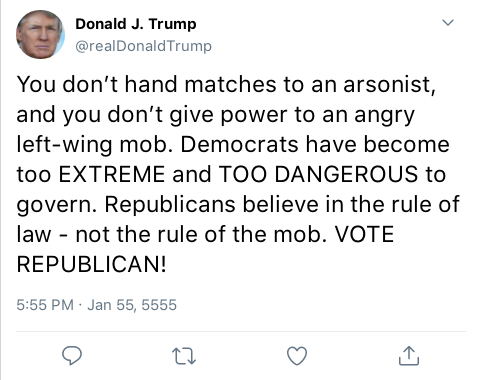 Donald J. Trump
@realDonaldTrump
You don’t hand matches to an arsonist,
and you don’t give power to an angry
left-wing mob. Democrats have become
too EXTREME and TOO DANGEROUS to
govern. Republicans believe in the rule of
law - not the rule of the mob. VOTE
REPUBLICAN!
5:55 PM · Jan 55, 5555